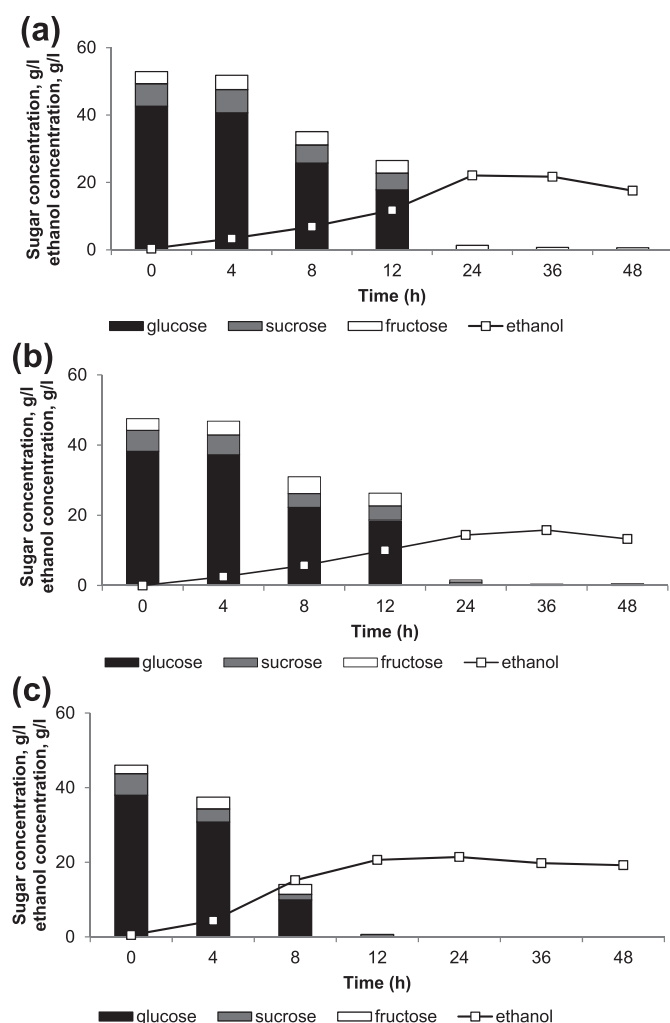 (a)
Sugar concentration, g/l
ethanol concentration, g/l
60
40
20
0
0 4 8 12 24 36 48
Time (h)
glucose sucrose fructose ethanol
(b)
Sugar concentration, g/l
ethanol concentration, g/l
60
40
20
0
0 4 8 12 24 36 48
Time (h)
glucose sucrose fructose ethanol
(c)
Sugar concentration, g/l
ethanol concentration, g/l
60
40
20
0
0 4 8 12 24 36 48
Time (h)
glucose sucrose fructose ethanol